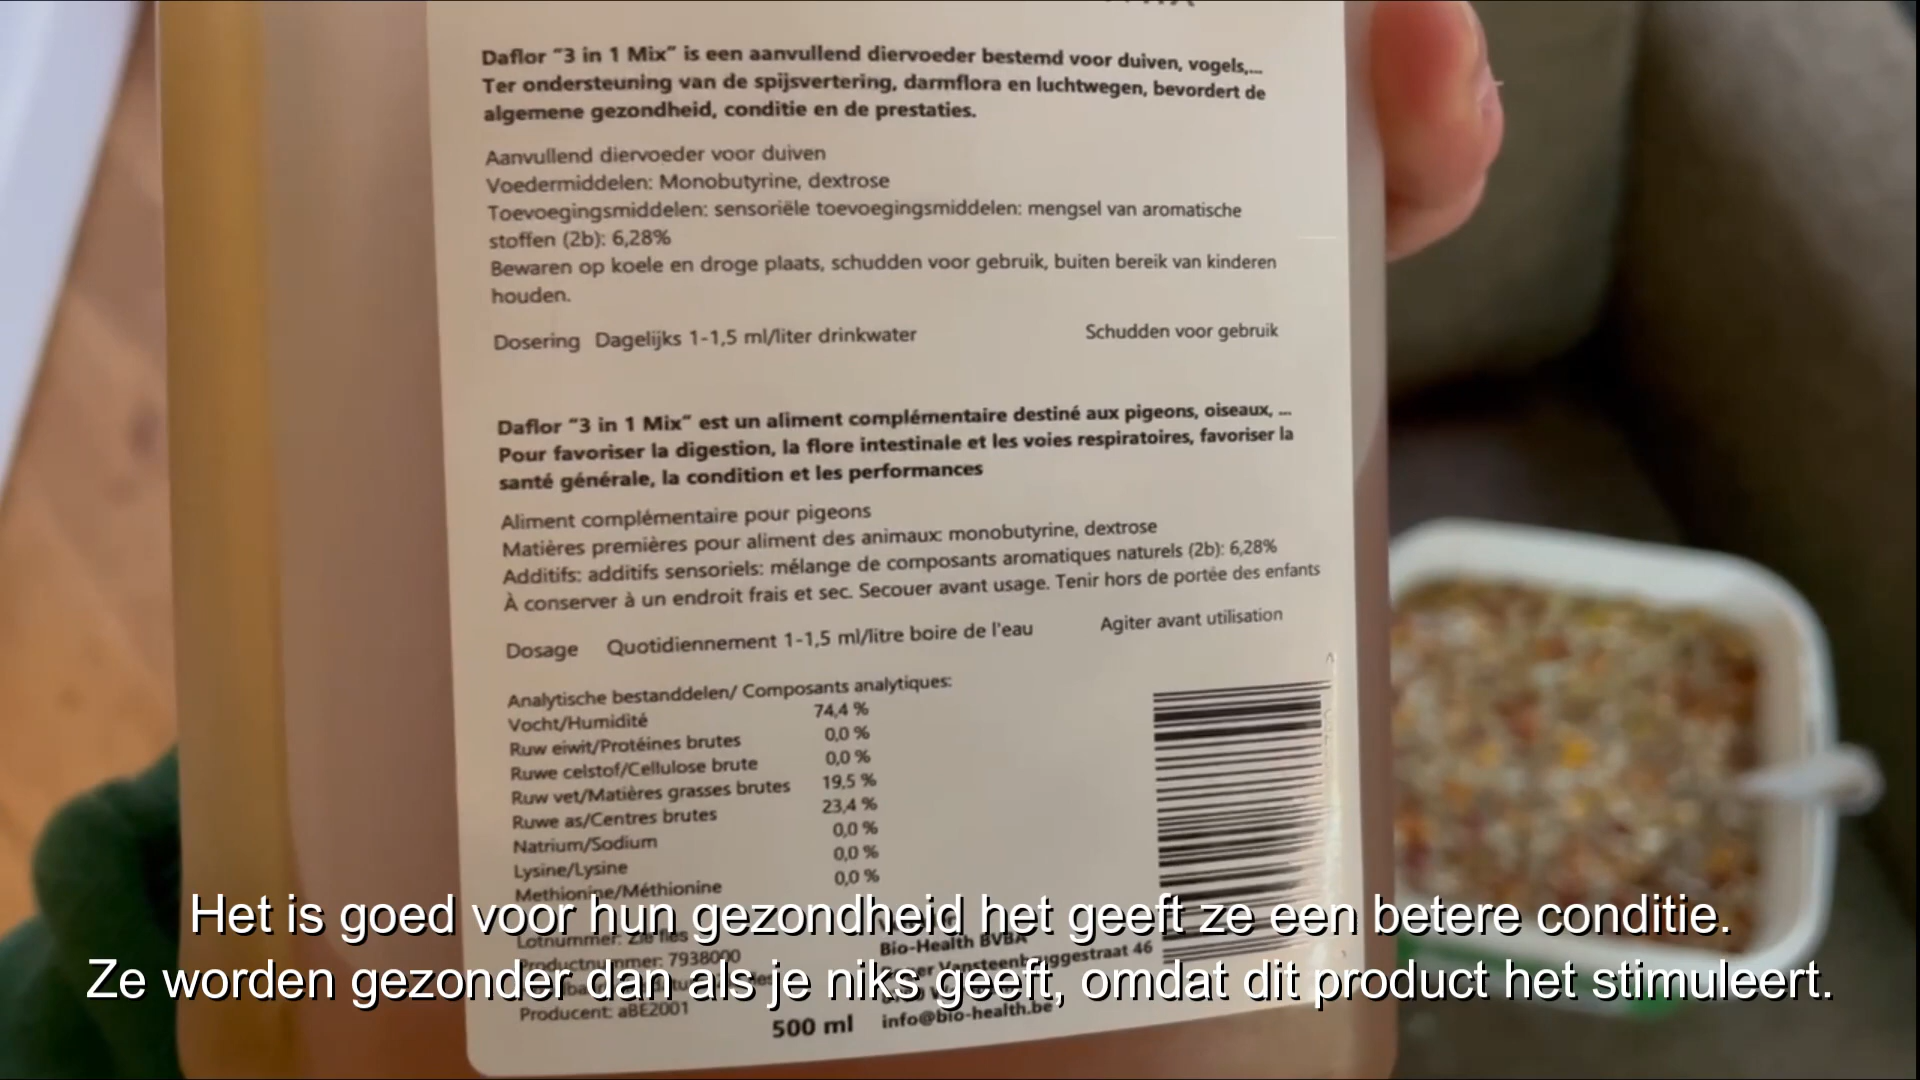 Daflor "3 in 1 Mix" is een aanvullend diervoeder bestemd voor duiven, vogels,...
Ter ondersteuning van de spijsvertering, darmflora en luchtwegen, bevordert de
algemene gezondheid, conditie en de prestaties.
Aanvullend diervoeder voor duiven
Voedermiddelen: Monobutyrine, dextrose
Toevoegingsmiddelen: sensoriële toevoegingsmiddelen: mengsel van aromatische
stoffen (2b): 6,28%
Bewaren op koele en droge plaats, schudden voor gebruik, buiten bereik van kinderen
houden.
Dosering Dagelijks 1-1,5 ml/liter drinkwater Schudden voor gebruik
Daflor "3 in 1 Mix" est un aliment complémentaire destiné aux pigeons, oiseaux, ...
Pour favoriser la digestion, la flore intestinale et les voies respiratoires, favoriser la
santé générale, la condition et les performances
Aliment complémentaire pour pigeons
Matières premières pour aliment des animaux: monobutyrine, dextrose
Additifs: additifs sensoriels: mélange de composants aromatiques naturels (2b): 6,28%
À conserver à un endroit frais et sec. Secouer avant usage. Tenir hors de portée des enfants
Dosage Quotidiennement 1-1,5 ml/litre boire de l'eau Agiter avant utilisation
Analytische bestanddelen/ Composants analytiques:
Vocht/Humidité 74,4 %
Ruw eiwit/Protéines brutes 0,0 %
Ruwe celstof/Cellulose brute 0,0 %
Ruw vet/Matières grasses brutes 19,5 %
Ruwe as/Centres brutes 23,4 %
Natrium/Sodium 0,0 %
Lysine/Lysine 0,0 %
Methionine/Méthionine 0,0 %
Het is goed voor hun gezondheid het geeft ze een betere conditie.
Lotnummer: Zie fles
Bio-Health BVBA
Productnummer: 7938000
46
Ze worden gezonder dan als je niks geeft, omdat dit product het stimuleert.
Producent: aBE2001
500 ml info@bio-health.be